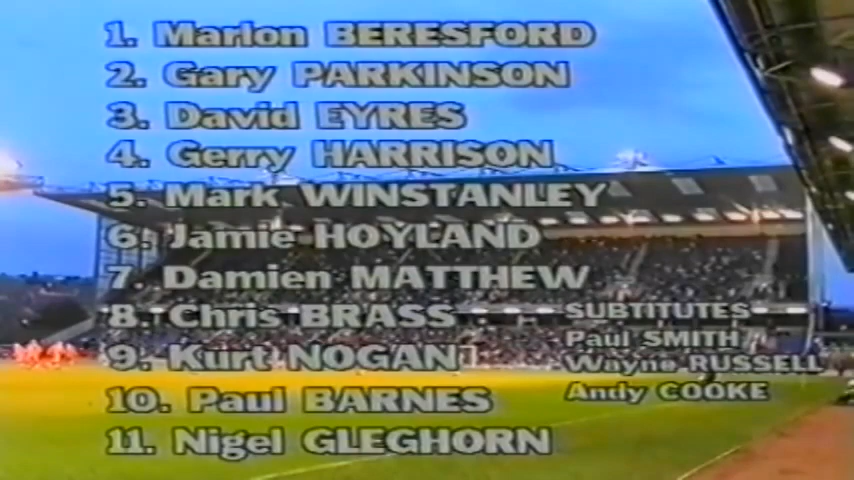 1. Marlon BERESFORD
2. Gary PARKINSON
3. David EYRES
4. Gerry HARRISON
5. Mark WINSTANLEY
6. Jamie HOYLAND
7. Damien MATTHEW
8. Chris BRASS
9. Kurt NOGAN
10. Paul BARNES
11. Nigel GLEGHORN
SUBTITUTES
Paul SMITH
Wayne RUSSELL
Andy COOKE